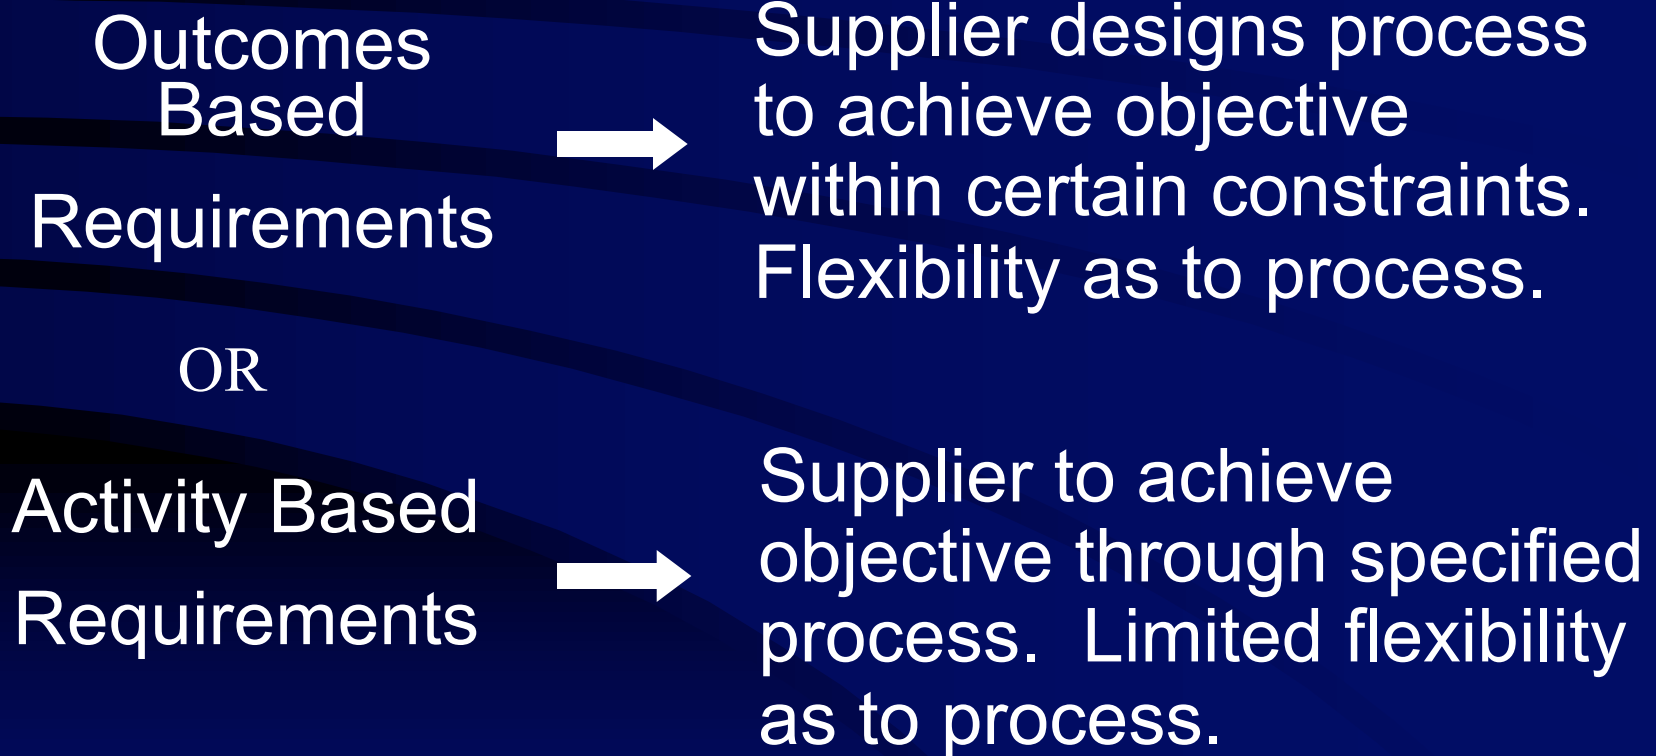 Outcomes
Based
Requirements
Supplier designs process
to achieve objective
within certain constraints.
Flexibility as to process.
OR
Activity Based
Requirements
Supplier to achieve
objective through specified
process.  Limited flexibility
as to process.